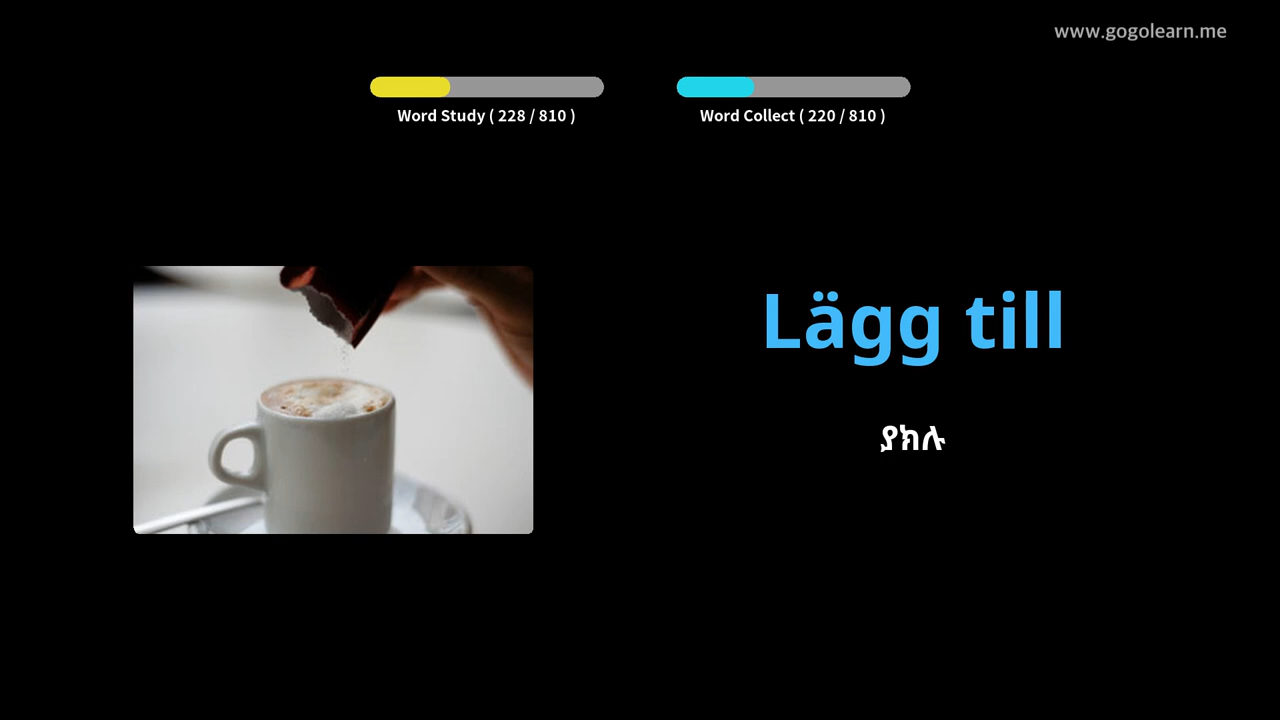 www.gogolearn.me
Word Study ( 228 / 810 )
Word Collect ( 220 / 810 )
Lägg till
ያክሉ